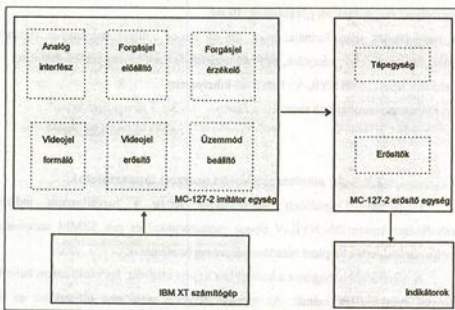 Analóg
interfész
Forgásjel
előállító
Forgásjel
érzékelő
Tápegység
Videojel
formáló
Videojel
erősítő
Üzemmód
beállító
Erősítők
MC-127-2 imitátor egység
MC-127-2 erősítő egység
IBM XT számítógép
Indikátorok